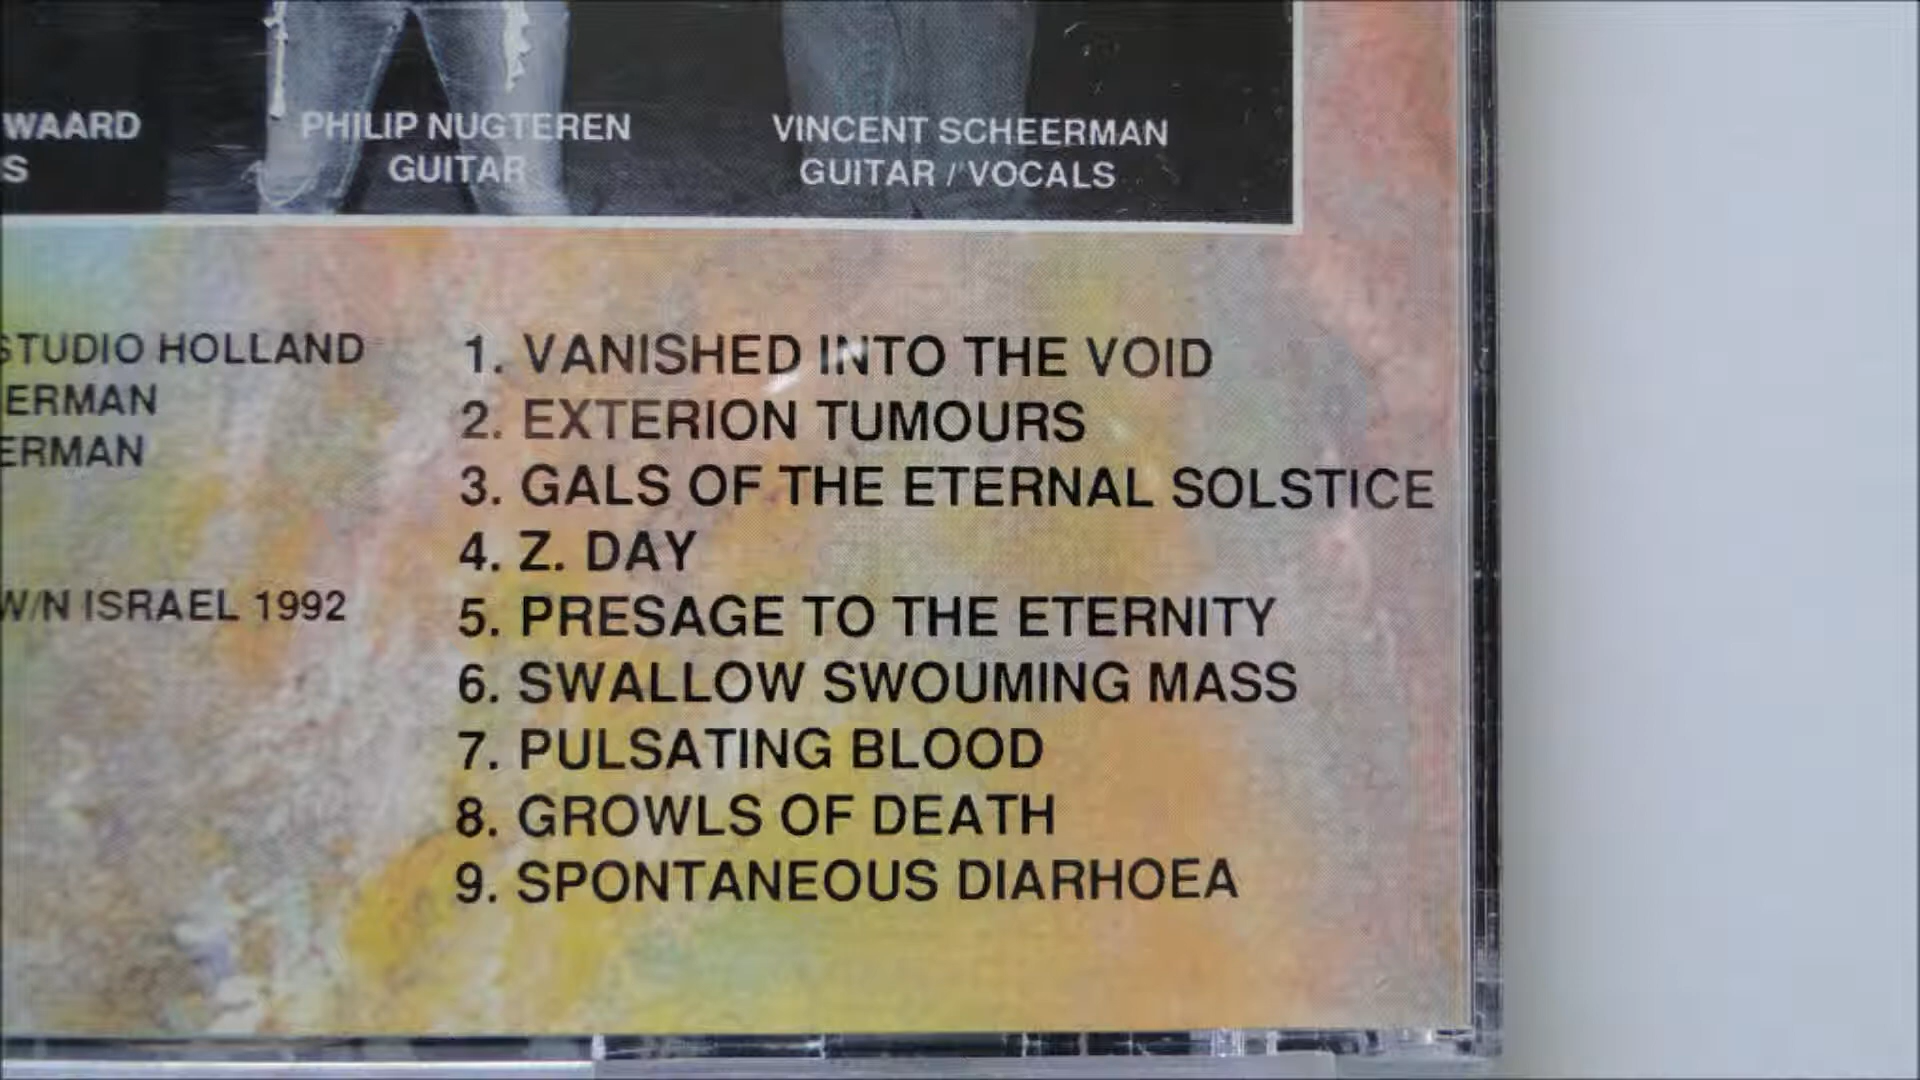 WAARD
S
PHILIP NUGTEREN
GUITAR
VINCENT SCHEERMAN
GUITAR / VOCALS
STUDIO HOLLAND
ERMAN
ERMAN
W/N ISRAEL 1992
1. VANISHED INTO THE VOID
2. EXTERION TUMOURS
3. GALS OF THE ETERNAL SOLSTICE
4. Z. DAY
5. PRESAGE TO THE ETERNITY
6. SWALLOW SWOUMING MASS
7. PULSATING BLOOD
8. GROWLS OF DEATH
9. SPONTANEOUS DIARHOEA